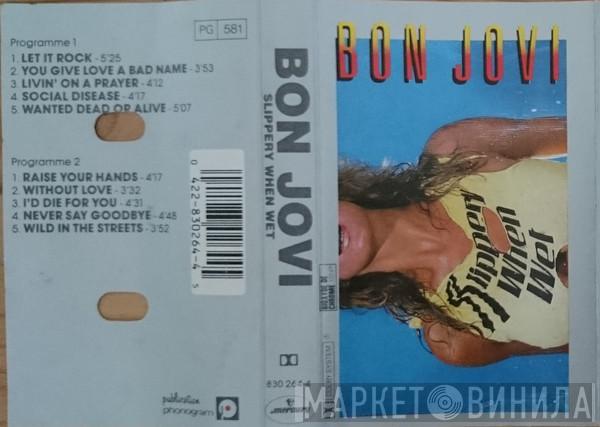 Programme 1
1. LET IT ROCK - 5'25
2. YOU GIVE LOVE A BAD NAME - 3'53
3. LIVIN' ON A PRAYER - 4'12
4. SOCIAL DISEASE - 4'17
5. WANTED DEAD OR ALIVE - 5'07
Programme 2
1. RAISE YOUR HANDS - 4'17
2. WITHOUT LOVE - 3'32
3. I'D DIE FOR YOU - 4'31
4. NEVER SAY GOODBYE - 4'48
5. WILD IN THE STREETS - 3'52
PG 581
0 422-830264-4 5
publication
phonogram
BON JOVI
SLIPPERY WHEN WET
830 264-4
mercury
BON JOVI
Slippery
When
Wet
МАРКЕТ ВИНИЛА